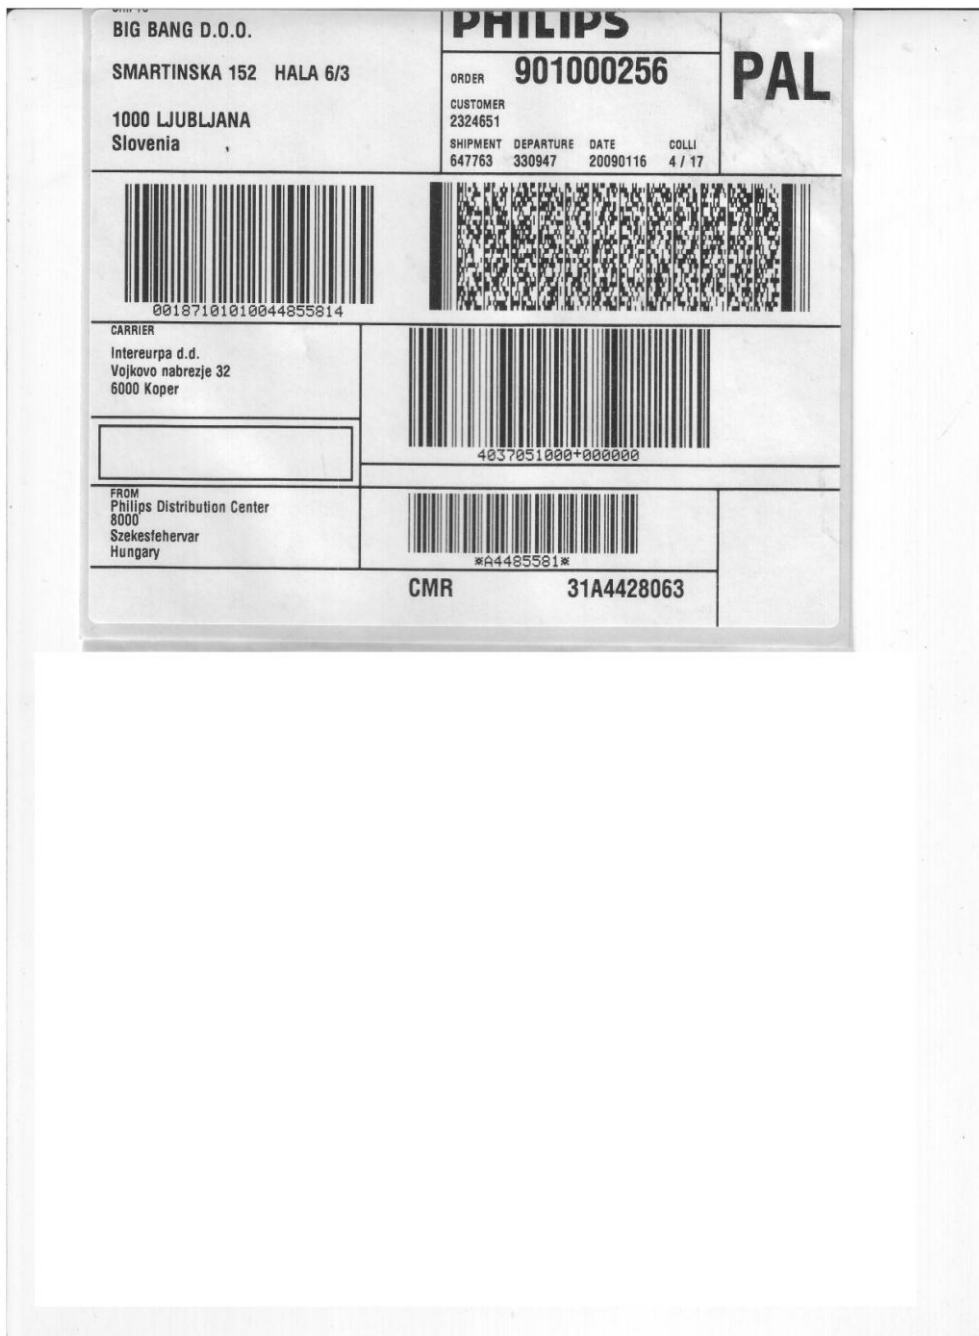 BIG BANG D.O.O.
SMARTINSKA 152 HALA 6/3
1000 LJUBLJANA
Slovenia
PHILIPS
ORDER 901000256
CUSTOMER
2324651
SHIPMENT DEPARTURE DATE COLLI
647763 330947 20090116 4 / 17
PAL
00187101010044855814
CARRIER
Intereurpa d.d.
Vojkovo nabrezje 32
6000 Koper
4037051000+000000
FROM
Philips Distribution Center
8000
Szekesfehervar
Hungary
*A4485581*
CMR 31A4428063